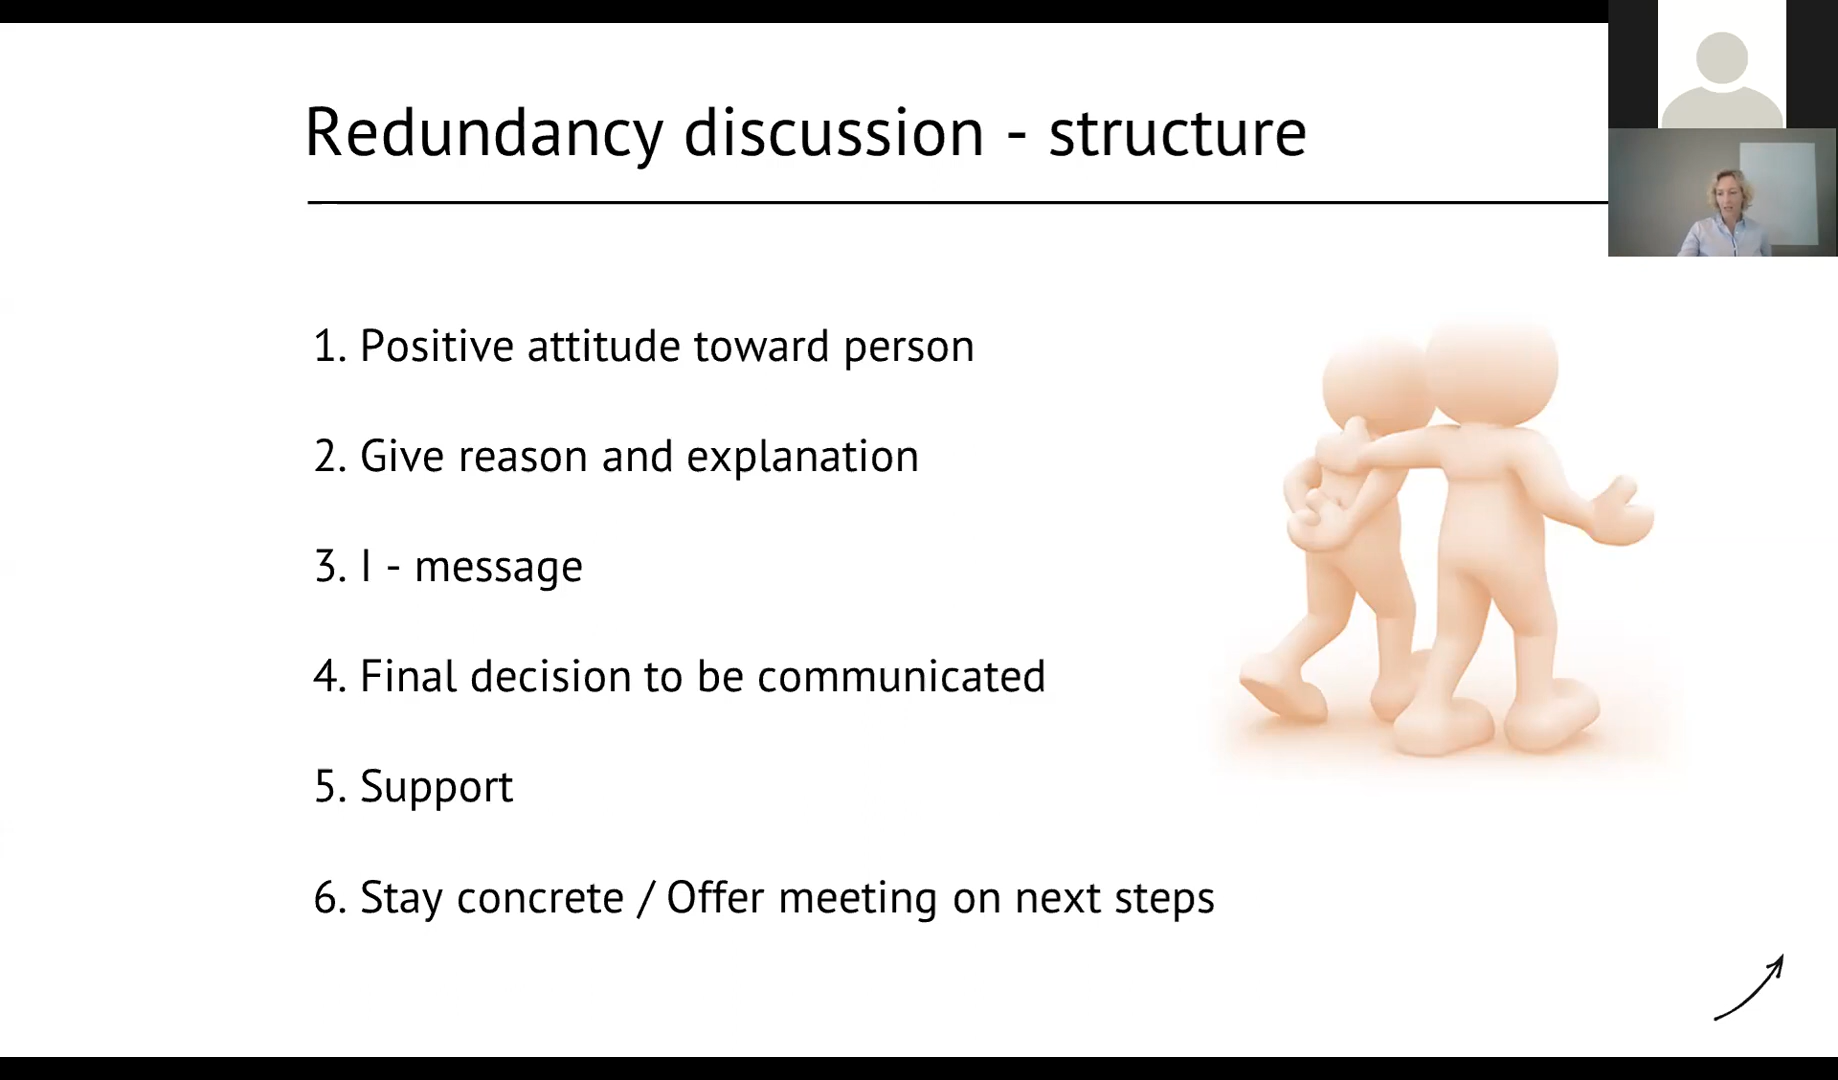 Redundancy discussion - structure
1. Positive attitude toward person
2. Give reason and explanation
3. I - message
4. Final decision to be communicated
5. Support
6. Stay concrete / Offer meeting on next steps